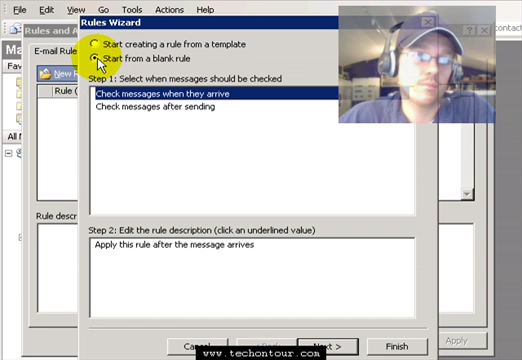 File Edit View Go Tools Actions Help
Rules Wizard
Rules and A
E-mail Rule
New R
Rule (
Start creating a rule from a template
Start from a blank rule
Step 1: Select when messages should be checked
Check messages when they arrive
Check messages after sending
Fav
All M
Rule descr
Step 2: Edit the rule description (click an underlined value)
Apply this rule after the message arrives
Cancel
Next >
Finish
Apply
www.techontour.com